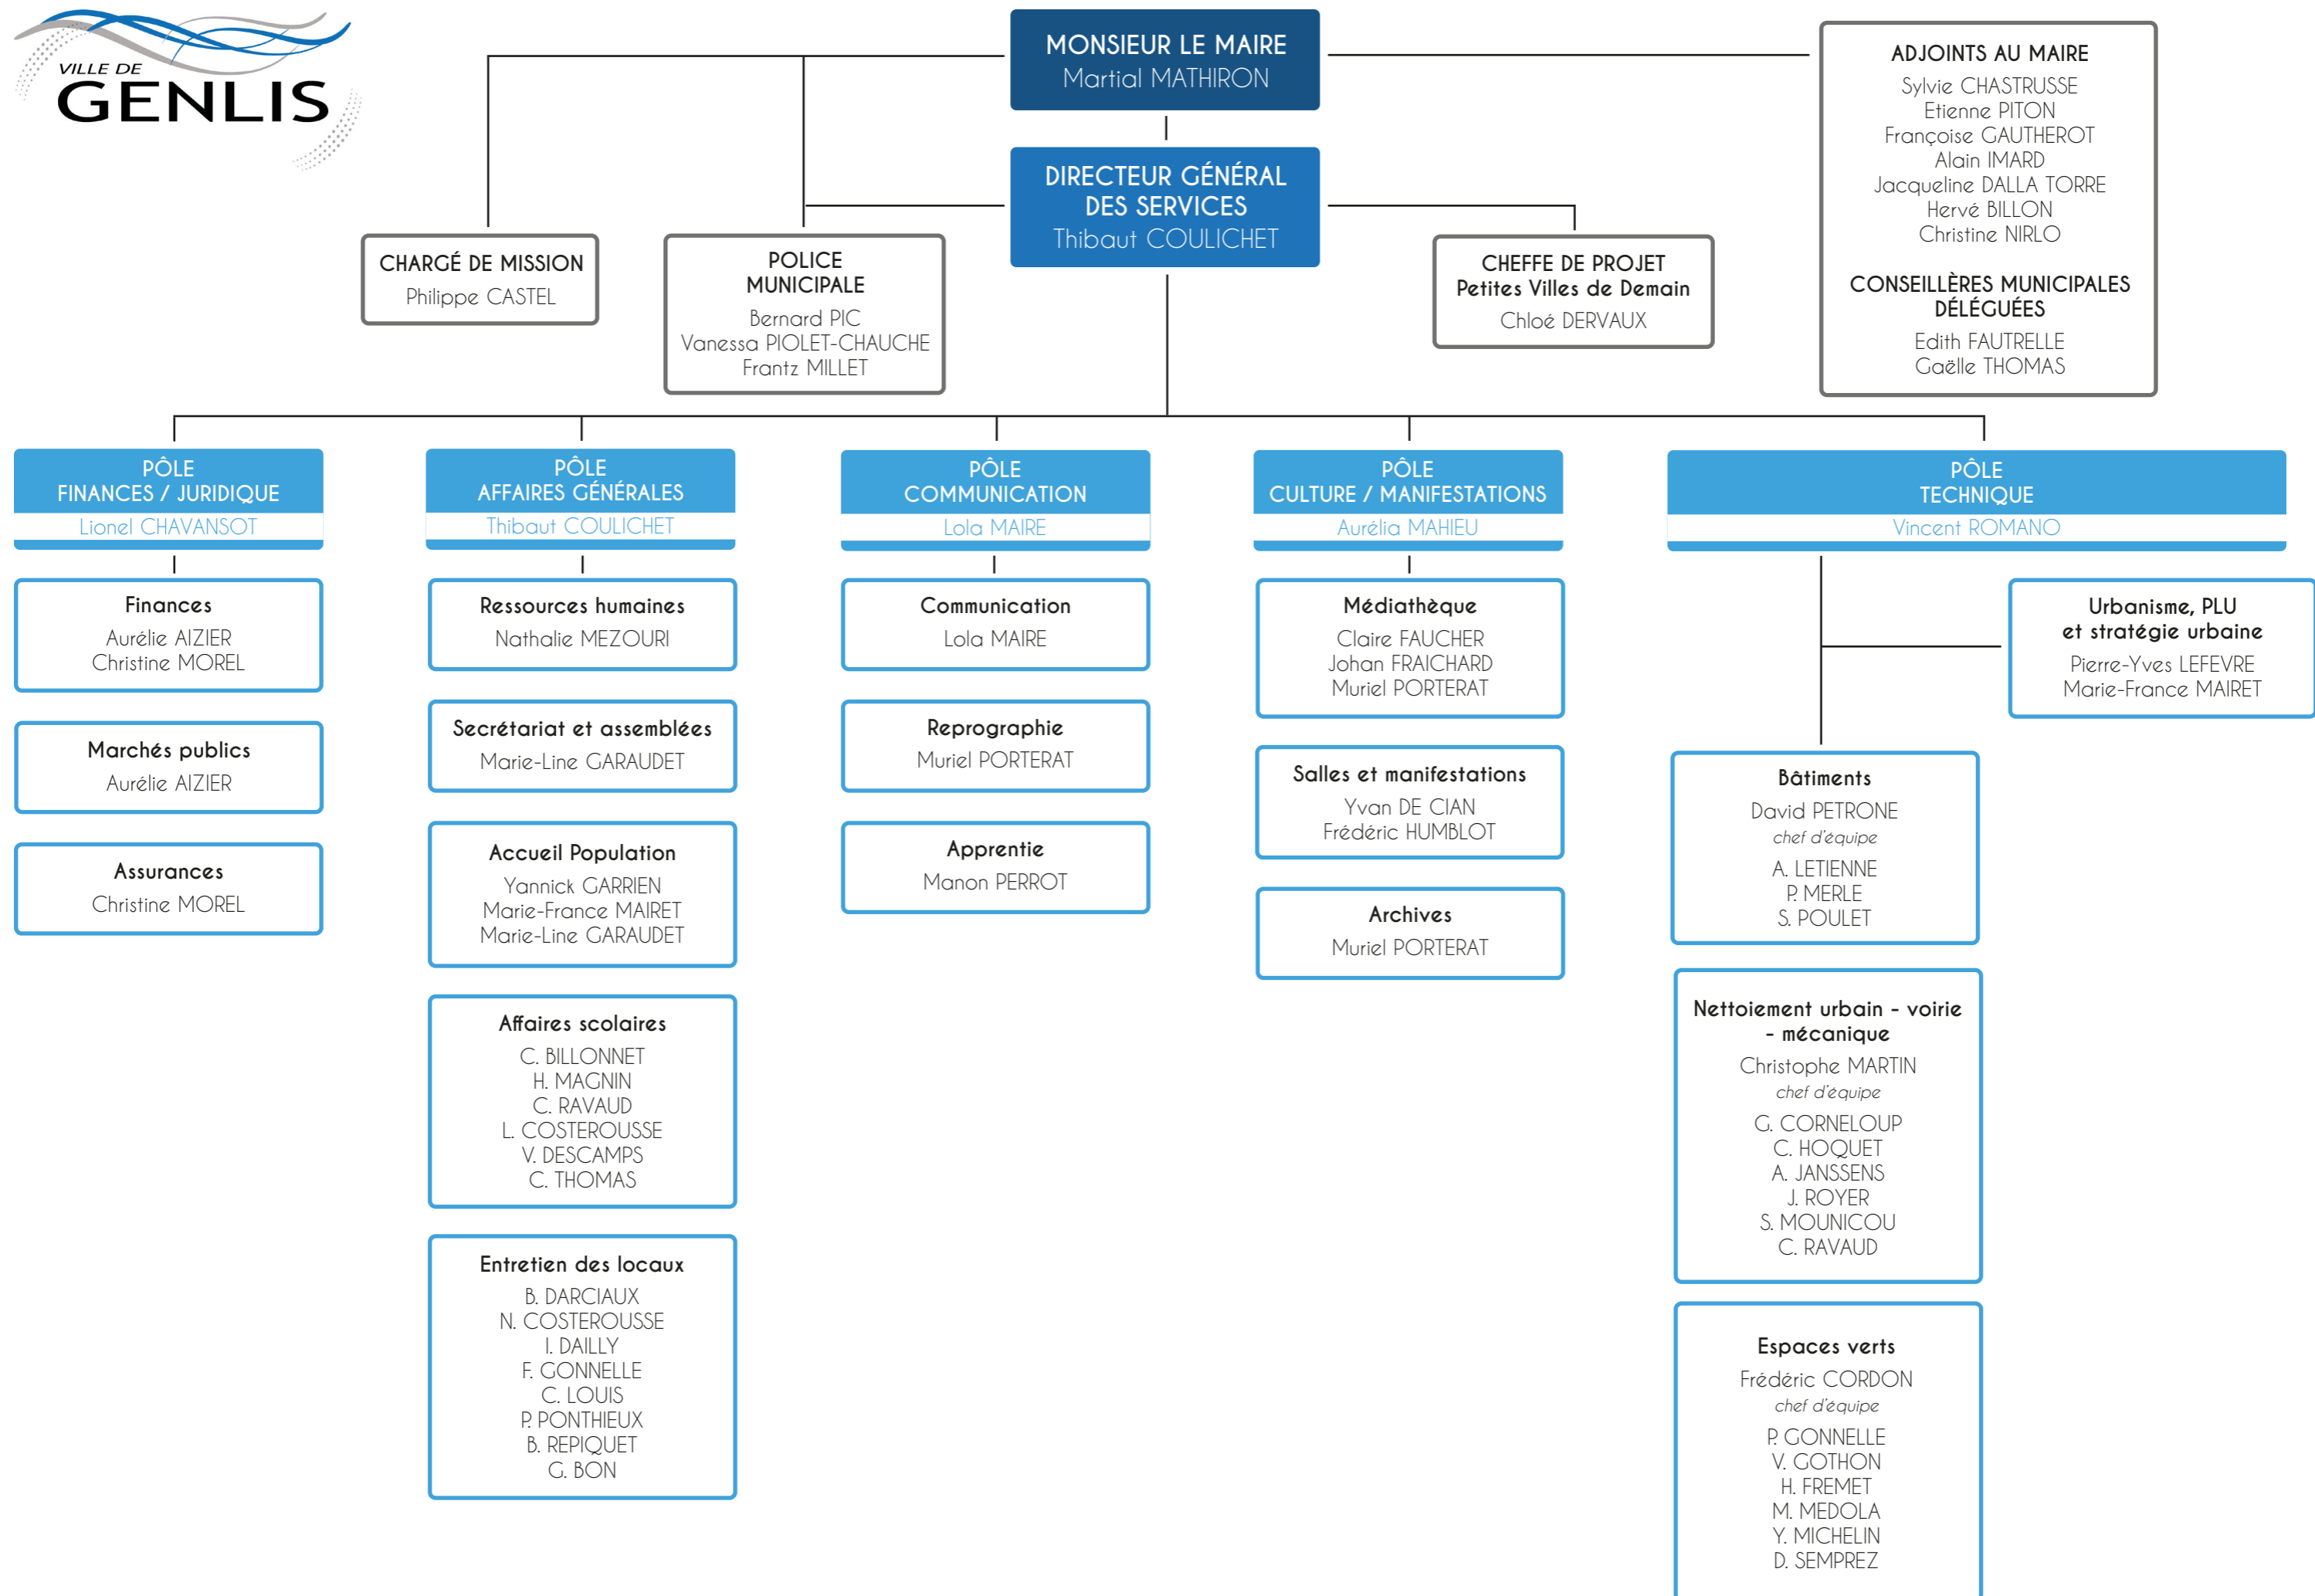 VILLE DE
GENLIS
MONSIEUR LE MAIRE
Martial MATHIRON
DIRECTEUR GÉNÉRAL
DES SERVICES
Thibaut COULICHET
ADJOINTS AU MAIRE
Sylvie CHASTRUSSE
Etienne PITON
Françoise GAUTHEROT
Alain IMARD
Jacqueline DALLA TORRE
Hervé BILLON
Christine NIRLO
CONSEILLÈRES MUNICIPALES
DÉLÉGUÉES
Edith FAUTRELLE
Gaëlle THOMAS
CHARGÉ DE MISSION
Philippe CASTEL
POLICE
MUNICIPALE
Bernard PIC
Vanessa PIOLET-CHAUCHE
Frantz MILLET
CHEFFE DE PROJET
Petites Villes de Demain
Chloé DERVAUX
PÔLE
FINANCES / JURIDIQUE
Lionel CHAVANSOT
Finances
Aurélie AIZIER
Christine MOREL
Marchés publics
Aurélie AIZIER
Assurances
Christine MOREL
PÔLE
AFFAIRES GÉNÉRALES
Thibaut COULICHET
Ressources humaines
Nathalie MEZOURI
Secrétariat et assemblées
Marie-Line GARAUDET
Accueil Population
Yannick GARRIEN
Marie-France MAIRET
Marie-Line GARAUDET
Affaires scolaires
C. BILLONNET
H. MAGNIN
C. RAVAUD
L. COSTEROUSSE
V. DESCAMPS
C. THOMAS
Entretien des locaux
B. DARCIAUX
N. COSTEROUSSE
I. DAILLY
F. GONNELLE
C. LOUIS
P. PONTHIEUX
B. REPIQUET
G. BON
PÔLE
COMMUNICATION
Lola MAIRE
Communication
Lola MAIRE
Reprographie
Muriel PORTERAT
Apprentie
Manon PERROT
PÔLE
CULTURE / MANIFESTATIONS
Aurélia MAHIEU
Médiathèque
Claire FAUCHER
Johan FRAICHARD
Muriel PORTERAT
Salles et manifestations
Yvan DE CIAN
Frédéric HUMBLOT
Archives
Muriel PORTERAT
PÔLE
TECHNIQUE
Vincent ROMANO
Urbanisme, PLU
et stratégie urbaine
Pierre-Yves LEFEVRE
Marie-France MAIRET
Bâtiments
David PETRONE
chef d'équipe
A. LETIENNE
P. MERLE
S. POULET
Nettoiement urbain - voirie
- mécanique
Christophe MARTIN
chef d'équipe
G. CORNELOUP
C. HOQUET
A. JANSSENS
J. ROYER
S. MOUNICOU
C. RAVAUD
Espaces verts
Frédéric CORDON
chef d'équipe
P. GONNELLE
V. GOTHON
H. FREMET
M. MEDOLA
Y. MICHELIN
D. SEMPREZ